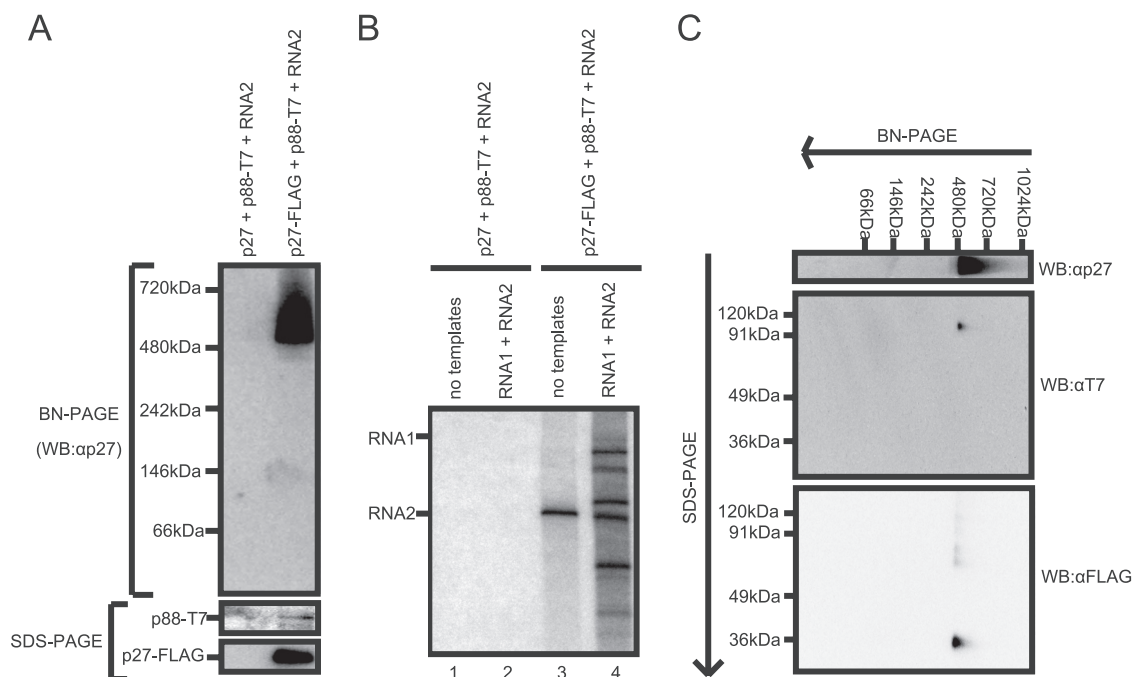 A
p27 + p88-T7 + RNA2
p27-FLAG + p88-T7 + RNA2
720kDa
480kDa
242kDa
146kDa
66kDa
BN-PAGE
(WB:αp27)
SDS-PAGE
p88-T7
p27-FLAG
B
p27 + p88-T7 + RNA2
p27-FLAG + p88-T7 + RNA2
no templates
RNA1 + RNA2
no templates
RNA1 + RNA2
RNA1
RNA2
1 2 3 4
C
BN-PAGE
66kDa
146kDa
242kDa
480kDa
720kDa
1024kDa
WB:αp27
SDS-PAGE
120kDa
91kDa
49kDa
36kDa
WB:αT7
120kDa
91kDa
49kDa
36kDa
WB:αFLAG